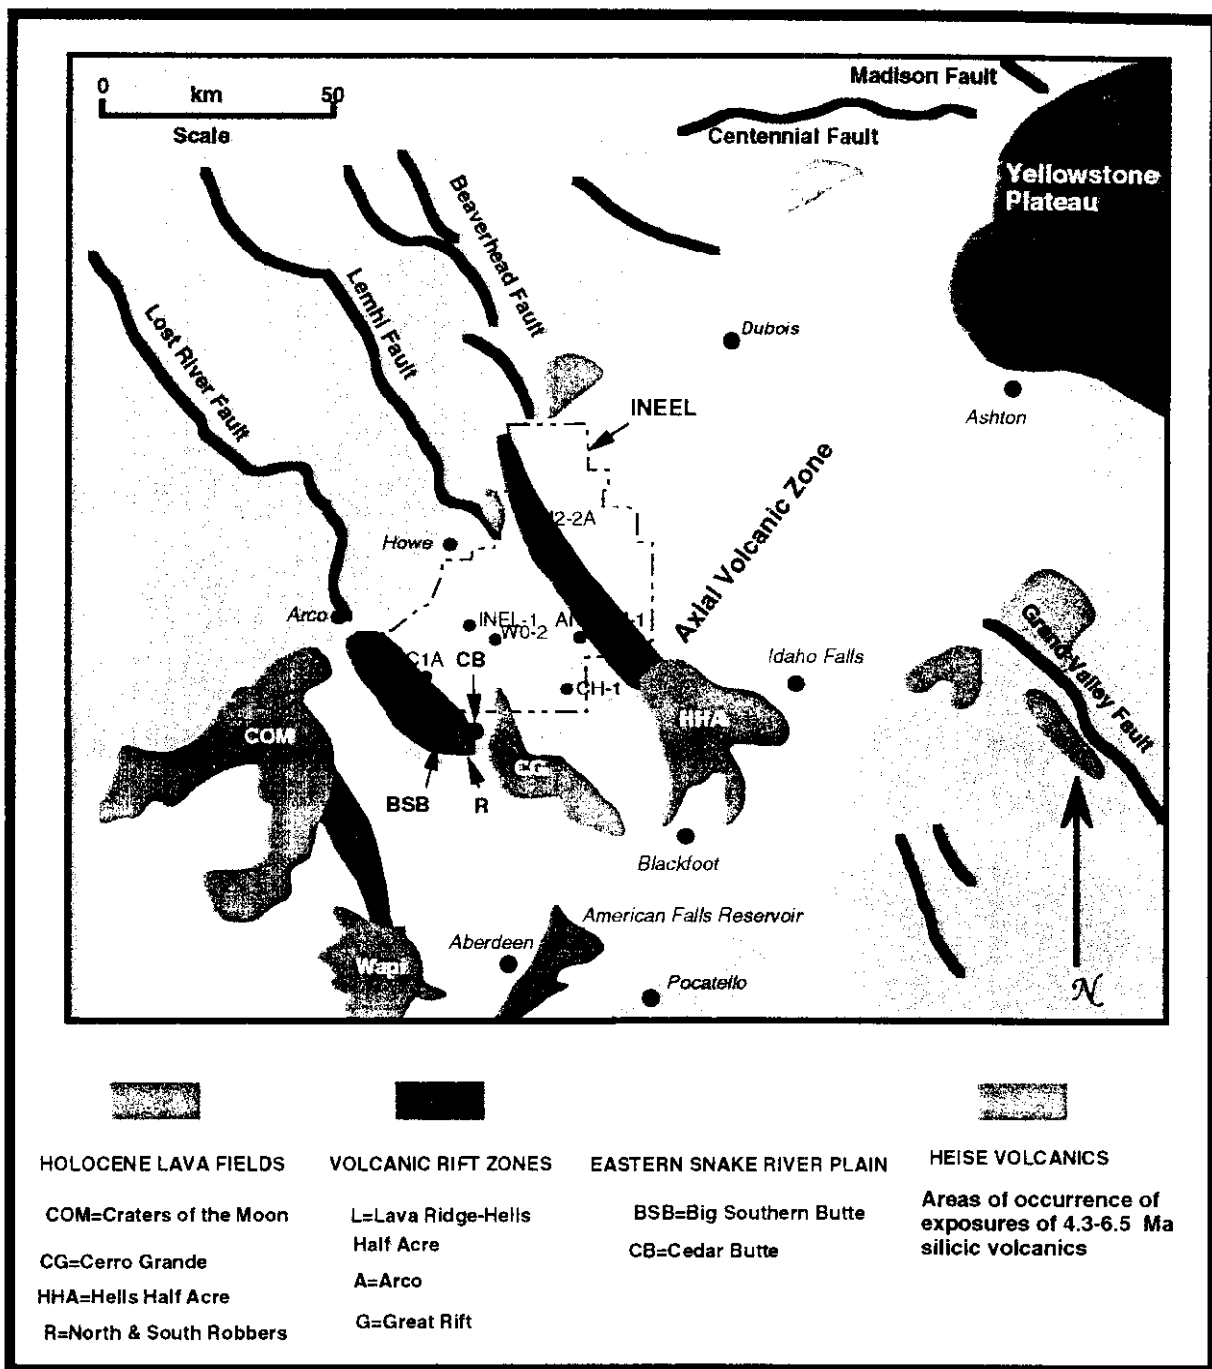 0 km 50
Scale
Madison Fault
Centennial Fault
Yellowstone
Plateau
Beaverhead Fault
Lemhi Fault
Lost River Fault
Dubois
Ashton
INEEL
Axial Volcanic Zone
2-2A
Howe
Arco
INEL-1
W0-2
-1
C1A
CB
CH-1
Idaho Falls
Grand Valley Fault
COM
HHA
CG
BSB
R
Blackfoot
American Falls Reservoir
Aberdeen
Wapi
Pocatello
N
HOLOCENE LAVA FIELDS
COM=Craters of the Moon
CG=Cerro Grande
HHA=Hells Half Acre
R=North & South Robbers
VOLCANIC RIFT ZONES
L=Lava Ridge-Hells
Half Acre
A=Arco
G=Great Rift
EASTERN SNAKE RIVER PLAIN
BSB=Big Southern Butte
CB=Cedar Butte
HEISE VOLCANICS
Areas of occurrence of
exposures of 4.3-6.5 Ma
silicic volcanics